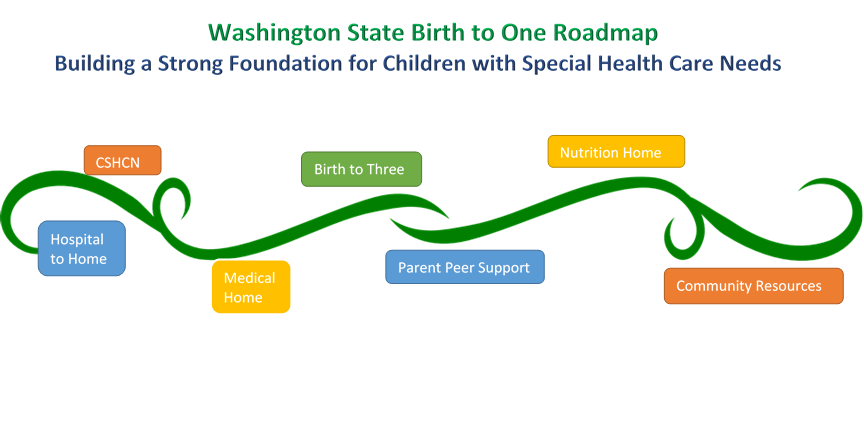 Washington State Birth to One Roadmap
Building a Strong Foundation for Children with Special Health Care Needs
CSHCN
Hospital
to Home
Medical
Home
Birth to Three
Parent Peer Support
Nutrition Home
Community Resources